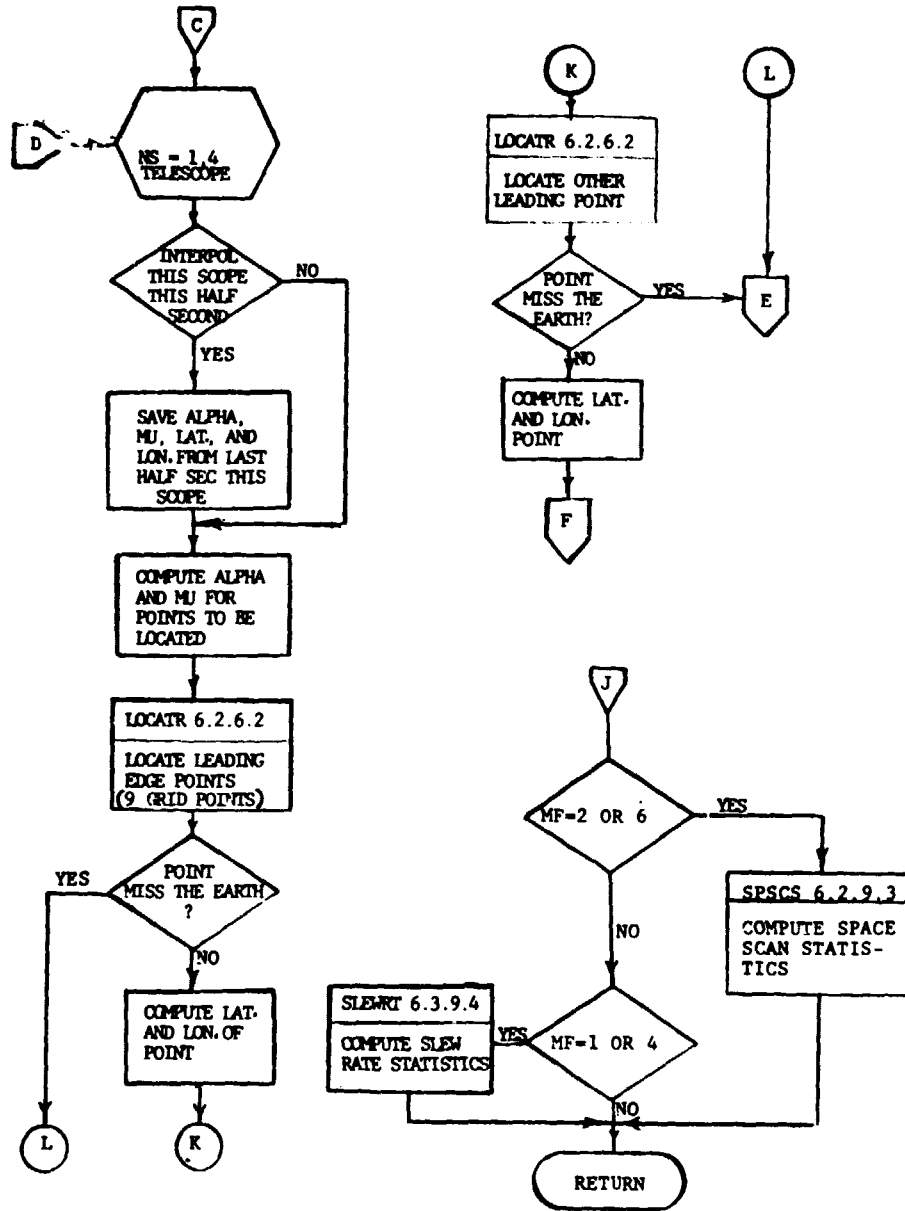 C
D
NS = 1,4
TELESCOPE
INTERPOL
THIS SCOPE
THIS HALF
SECOND
NO
YES
SAVE ALPHA,
MU, LAT., AND
LON. FROM LAST
HALF SEC THIS
SCOPE
COMPUTE ALPHA
AND MU FOR
POINTS TO BE
LOCATED
LOCATR 6.2.6.2
LOCATE LEADING
EDGE POINTS
(9 GRID POINTS)
POINT
MISS THE EARTH
?
YES
NO
COMPUTE LAT.
AND LON. OF
POINT
L
K
K
L
LOCATR 6.2.6.2
LOCATE OTHER
LEADING POINT
POINT
MISS THE
EARTH?
YES
E
NO
COMPUTE LAT.
AND LON.
POINT
F
J
MF=2 OR 6
YES
SPSCS 6.2.9.3
COMPUTE SPACE
SCAN STATIS-
TICS
NO
MF=1 OR 4
YES
SLEWRT 6.3.9.4
COMPUTE SLEW
RATE STATISTICS
NO
RETURN